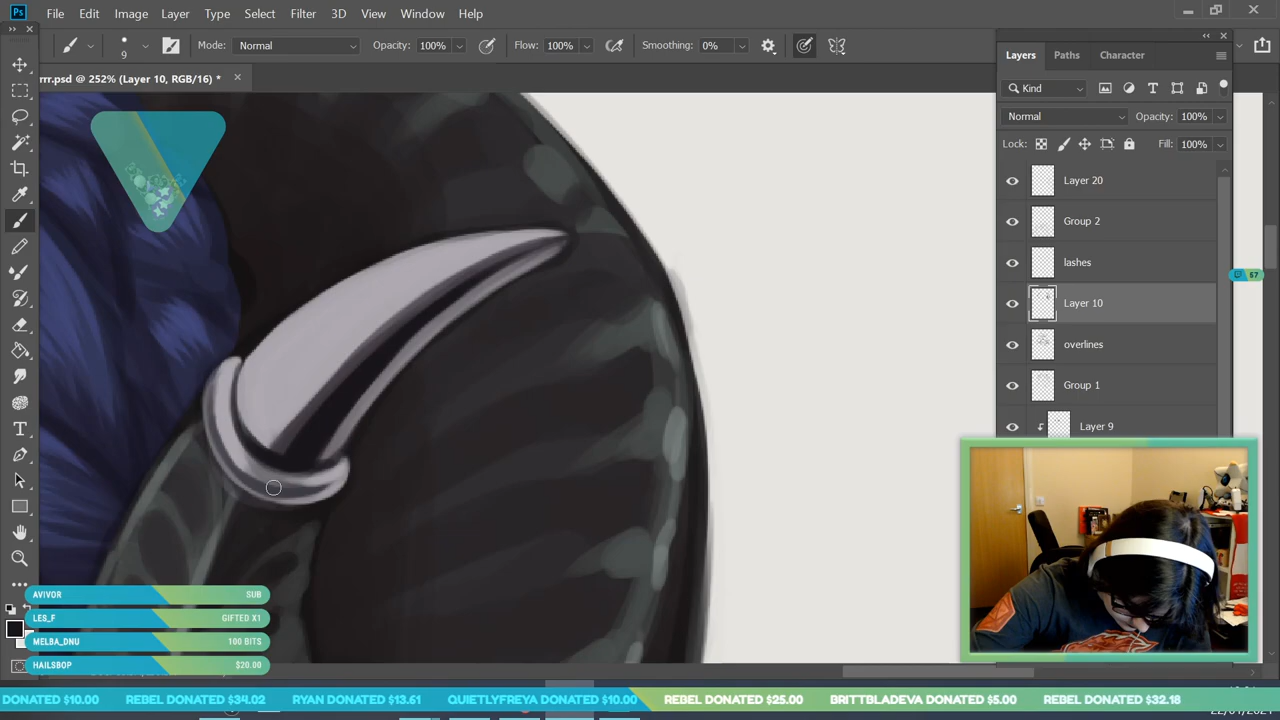 Ps File Edit Image Layer Type Select Filter 3D View Window Help
9 Mode: Normal Opacity: 100% Flow: 100% Smoothing: 0%
rrr.psd @ 252% (Layer 10, RGB/16) *
Layers Paths Character
Kind
Normal Opacity: 100%
Lock: Fill: 100%
Layer 20
Group 2
lashes
57
Layer 10
overlines
Group 1
Layer 9
AVIVOR SUB
LES_F GIFTED X1
MELBA_DNU 100 BITS
HAILSBOP $20.00
DONATED $10.00 REBEL DONATED $34.02 RYAN DONATED $13.61 QUIETLYFREYA DONATED $10.00 REBEL DONATED $25.00 BRITTBLADEVA DONATED $5.00 REBEL DONATED $32.18